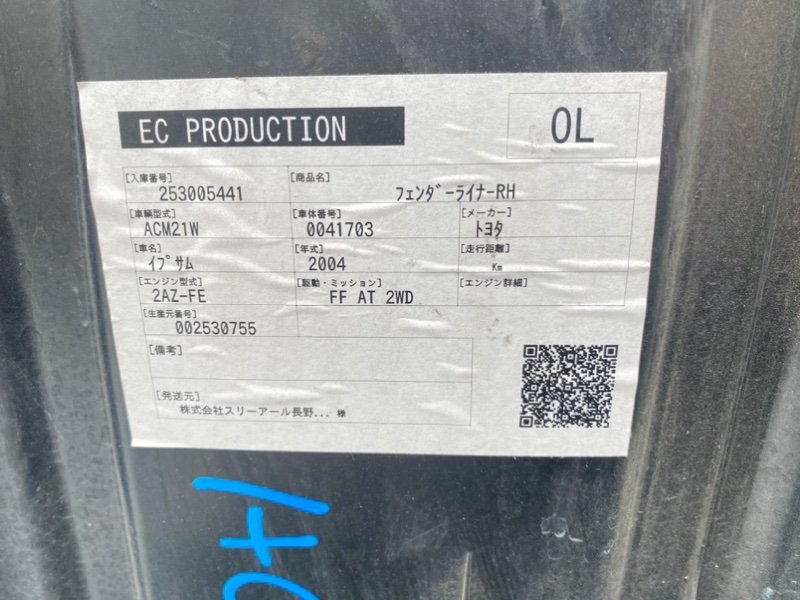 EC PRODUCTION
OL
[入庫番号]
253005441
[商品名]
フェンダーライナーRH
[車輌型式]
ACM21W
[車体番号]
0041703
[メーカー]
トヨタ
[車名]
イプサム
[年式]
2004
[走行距離]
Km
[エンジン型式]
2AZ-FE
[駆動・ミッション]
FF AT 2WD
[エンジン詳細]
[生産元番号]
002530755
[備考]
[発送元]
株式会社スリーアール長野... 様